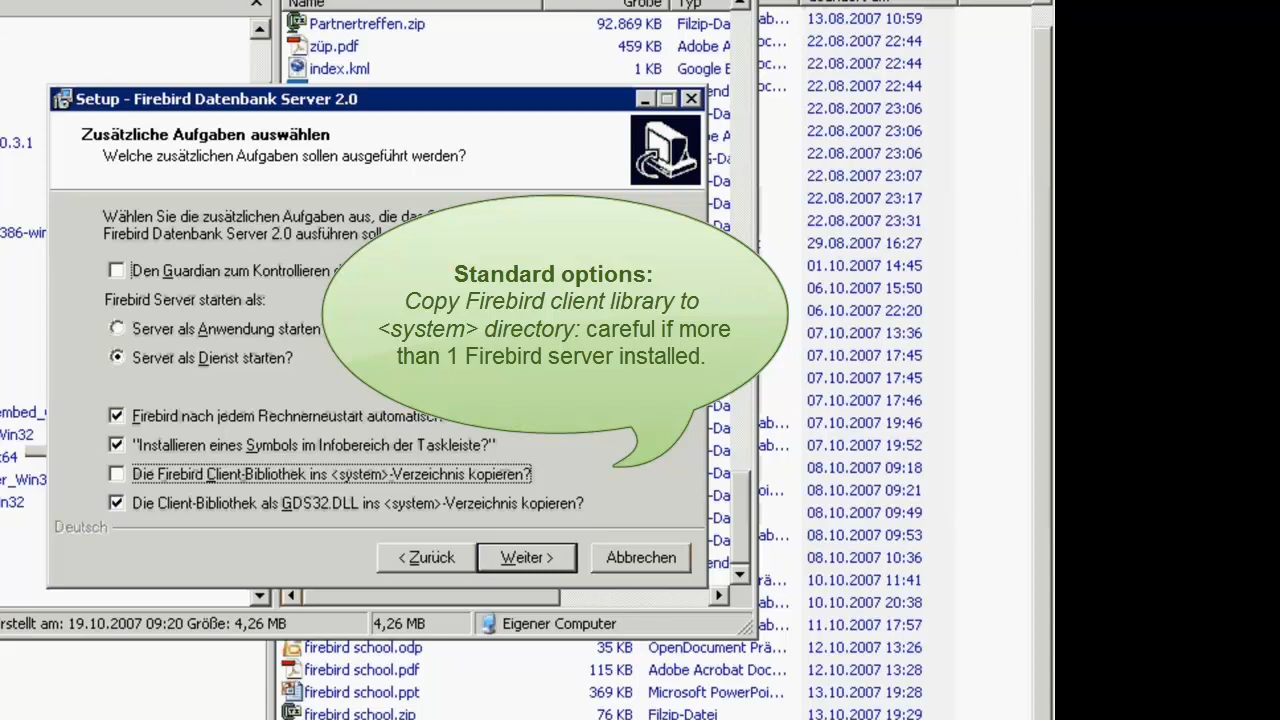 Name Größe Typ
Partnertreffen.zip 92.869 KB Filzip-Datei
züp.pdf 459 KB Adobe A
index.kml 1 KB Google E
Setup - Firebird Datenbank Server 2.0
Zusätzliche Aufgaben auswählen
Welche zusätzlichen Aufgaben sollen ausgeführt werden?
Wählen Sie die zusätzlichen Aufgaben aus, die das
Firebird Datenbank Server 2.0 ausführen soll
Den Guardian zum Kontrollieren
Firebird Server starten als:
Server als Anwendung starten
Server als Dienst starten?
Firebird nach jedem Rechnerneustart automatisc
"Installieren eines Symbols im Infobereich der Taskleiste?"
Die Firebird Client-Bibliothek ins <system>-Verzeichnis kopieren?
Die Client-Bibliothek als GDS32.DLL ins <system>-Verzeichnis kopieren?
Deutsch
< Zurück
Weiter >
Abbrechen
Standard options:
Copy Firebird client library to
<system> directory: careful if more
than 1 Firebird server installed.
0.3.1
386-win
embed_
Win32
x64
er_Win3
n32
rstellt am: 19.10.2007 09:20 Größe: 4,26 MB
4,26 MB
Eigener Computer
13.08.2007 10:59
22.08.2007 22:44
22.08.2007 22:44
22.08.2007 22:44
22.08.2007 23:06
22.08.2007 23:06
22.08.2007 23:06
22.08.2007 23:07
22.08.2007 23:17
22.08.2007 23:31
29.08.2007 16:27
01.10.2007 14:45
06.10.2007 15:50
06.10.2007 22:20
07.10.2007 13:36
07.10.2007 17:45
07.10.2007 17:45
07.10.2007 17:46
07.10.2007 19:46
07.10.2007 19:52
08.10.2007 09:18
08.10.2007 09:21
08.10.2007 09:49
08.10.2007 09:53
08.10.2007 10:36
10.10.2007 11:41
10.10.2007 20:38
11.10.2007 17:57
firebird school.odp 35 KB OpenDocument Prä... 12.10.2007 13:26
firebird school.pdf 115 KB Adobe Acrobat Doc... 12.10.2007 13:28
firebird school.ppt 369 KB Microsoft PowerPoi... 13.10.2007 19:28
firebird school.zip 76 KB Filzip-Datei 13.10.2007 19:29